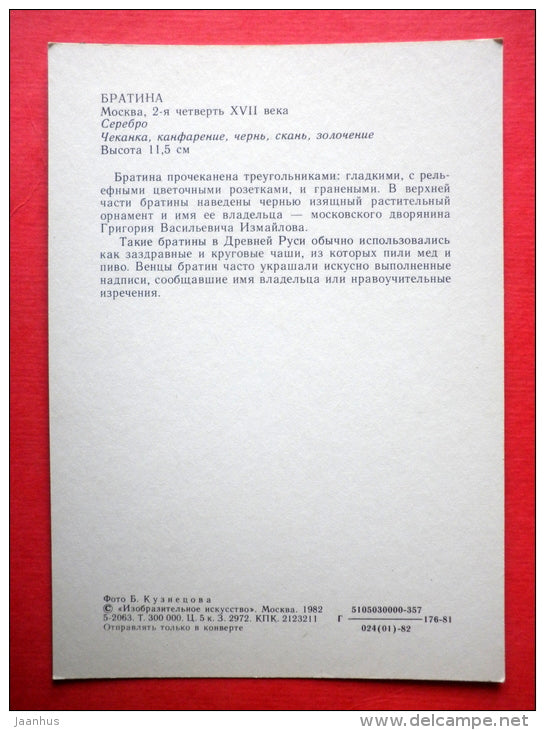 БРАТИНА
Москва, 2-я четверть XVII века
Серебро
Чеканка, канфарение, чернь, скань, золочение
Высота 11,5 см
Братина прочеканена треугольниками: гладкими, с рель-
ефными цветочными розетками, и гранеными. В верхней
части братины наведены чернью изящный растительный
орнамент и имя ее владельца — московского дворянина
Григория Васильевича Измайлова.
Такие братины в Древней Руси обычно использовались
как заздравные и круговые чаши, из которых пили мед и
пиво. Венцы братин часто украшали искусно выполненные
надписи, сообщавшие имя владельца или нравоучительные
изречения.
Фото Б. Кузнецова
© «Изобразительное искусство». Москва. 1982
5-2063. Т. 300 000. Ц. 5 к. З. 2972. КПК. 2123211
Отправлять только в конверте
5105030000-357
Г 176-81
024(01)-82
jaanhus
www.delcampe.net